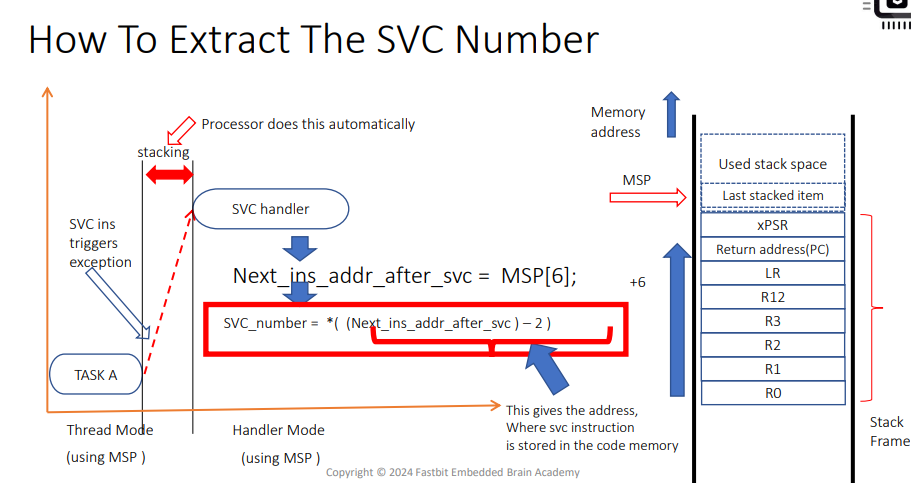 How To Extract The SVC Number
Processor does this automatically
stacking
SVC ins
triggers
exception
SVC handler
Next_ins_addr_after_svc = MSP[6];
SVC_number = *( (Next_ins_addr_after_svc ) – 2 )
TASK A
This gives the address,
Where svc instruction
is stored in the code memory
Thread Mode
(using MSP )
Handler Mode
(using MSP )
Memory
address
MSP
+6
Used stack space
Last stacked item
xPSR
Return address(PC)
LR
R12
R3
R2
R1
R0
Stack
Frame
Copyright © 2024 Fastbit Embedded Brain Academy